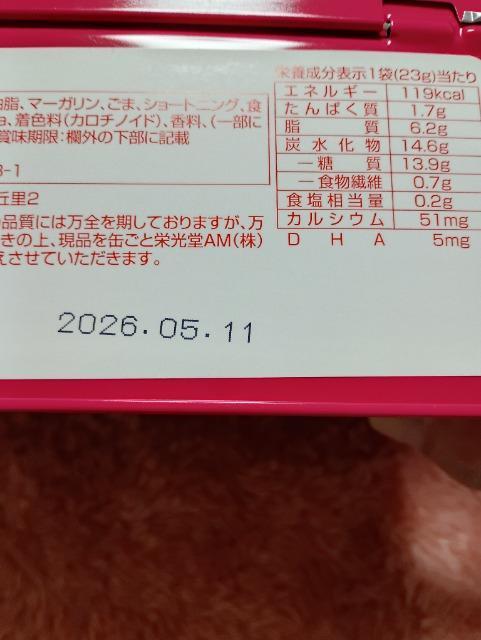 油脂、マーガリン、ごま、ショートニング、食
a、着色料(カロチノイド)、香料、(一部に
賞味期限:欄外の下部に記載
3-1
丘里2
品質には万全を期しておりますが、万
きの上、現品を缶ごと栄光堂AM(株)
えさせていただきます。
栄養成分表示1袋(23g)当たり
エネルギー 119kcal
たんぱく質 1.7g
脂質 6.2g
炭水化物 14.6g
−糖質 13.9g
−食物繊維 0.7g
食塩相当量 0.2g
カルシウム 51mg
DHA 5mg
2026.05.11